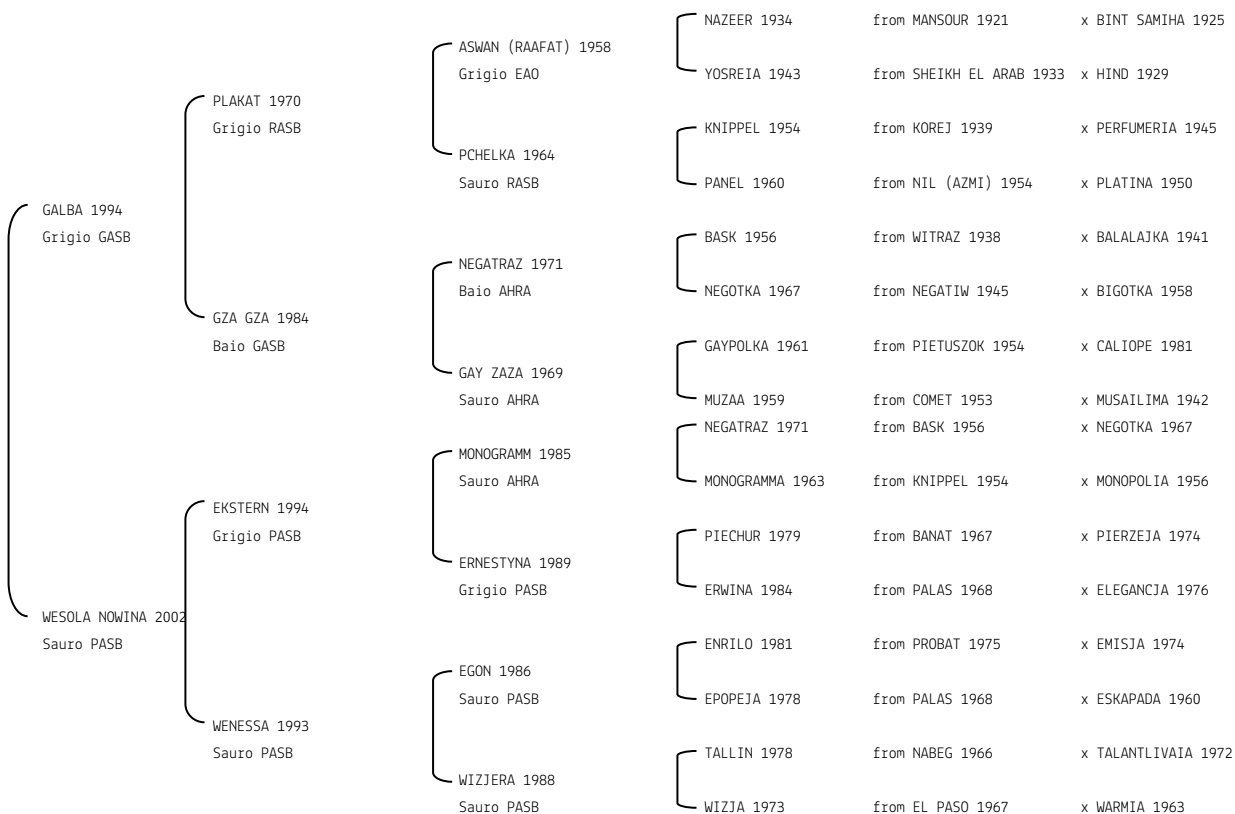 NAZEER 1934 from MANSOUR 1921 x BINT SAMIHA 1925
ASWAN (RAAFAT) 1958
Grigio EAO
YOSREIA 1943 from SHEIKH EL ARAB 1933 x HIND 1929
PLAKAT 1970
Grigio RASB
KNIPPEL 1954 from KOREJ 1939 x PERFUMERIA 1945
PCHELKA 1964
Sauro RASB
PANEL 1960 from NIL (AZMI) 1954 x PLATINA 1950
GALBA 1994
Grigio GASB
BASK 1956 from WITRAZ 1938 x BALALAJKA 1941
NEGATRAZ 1971
Baio AHRA
NEGOTKA 1967 from NEGATIW 1945 x BIGOTKA 1958
GZA GZA 1984
Baio GASB
GAYPOLKA 1961 from PIETUSZOK 1954 x CALIOPE 1981
GAY ZAZA 1969
Sauro AHRA
MUZAA 1959 from COMET 1953 x MUSAILIMA 1942
NEGATRAZ 1971 from BASK 1956 x NEGOTKA 1967
MONOGRAMM 1985
Sauro AHRA
MONOGRAMMA 1963 from KNIPPEL 1954 x MONOPOLIA 1956
EKSTERN 1994
Grigio PASB
PIECHUR 1979 from BANAT 1967 x PIERZEJA 1974
ERNESTYNA 1989
Grigio PASB
ERWINA 1984 from PALAS 1968 x ELEGANCJA 1976
WESOLA NOWINA 2002
Sauro PASB
ENRILO 1981 from PROBAT 1975 x EMISJA 1974
EGON 1986
Sauro PASB
EPOPEJA 1978 from PALAS 1968 x ESKAPADA 1960
WENESSA 1993
Sauro PASB
TALLIN 1978 from NABEG 1966 x TALANTLIVAIA 1972
WIZJERA 1988
Sauro PASB
WIZJA 1973 from EL PASO 1967 x WARMIA 1963